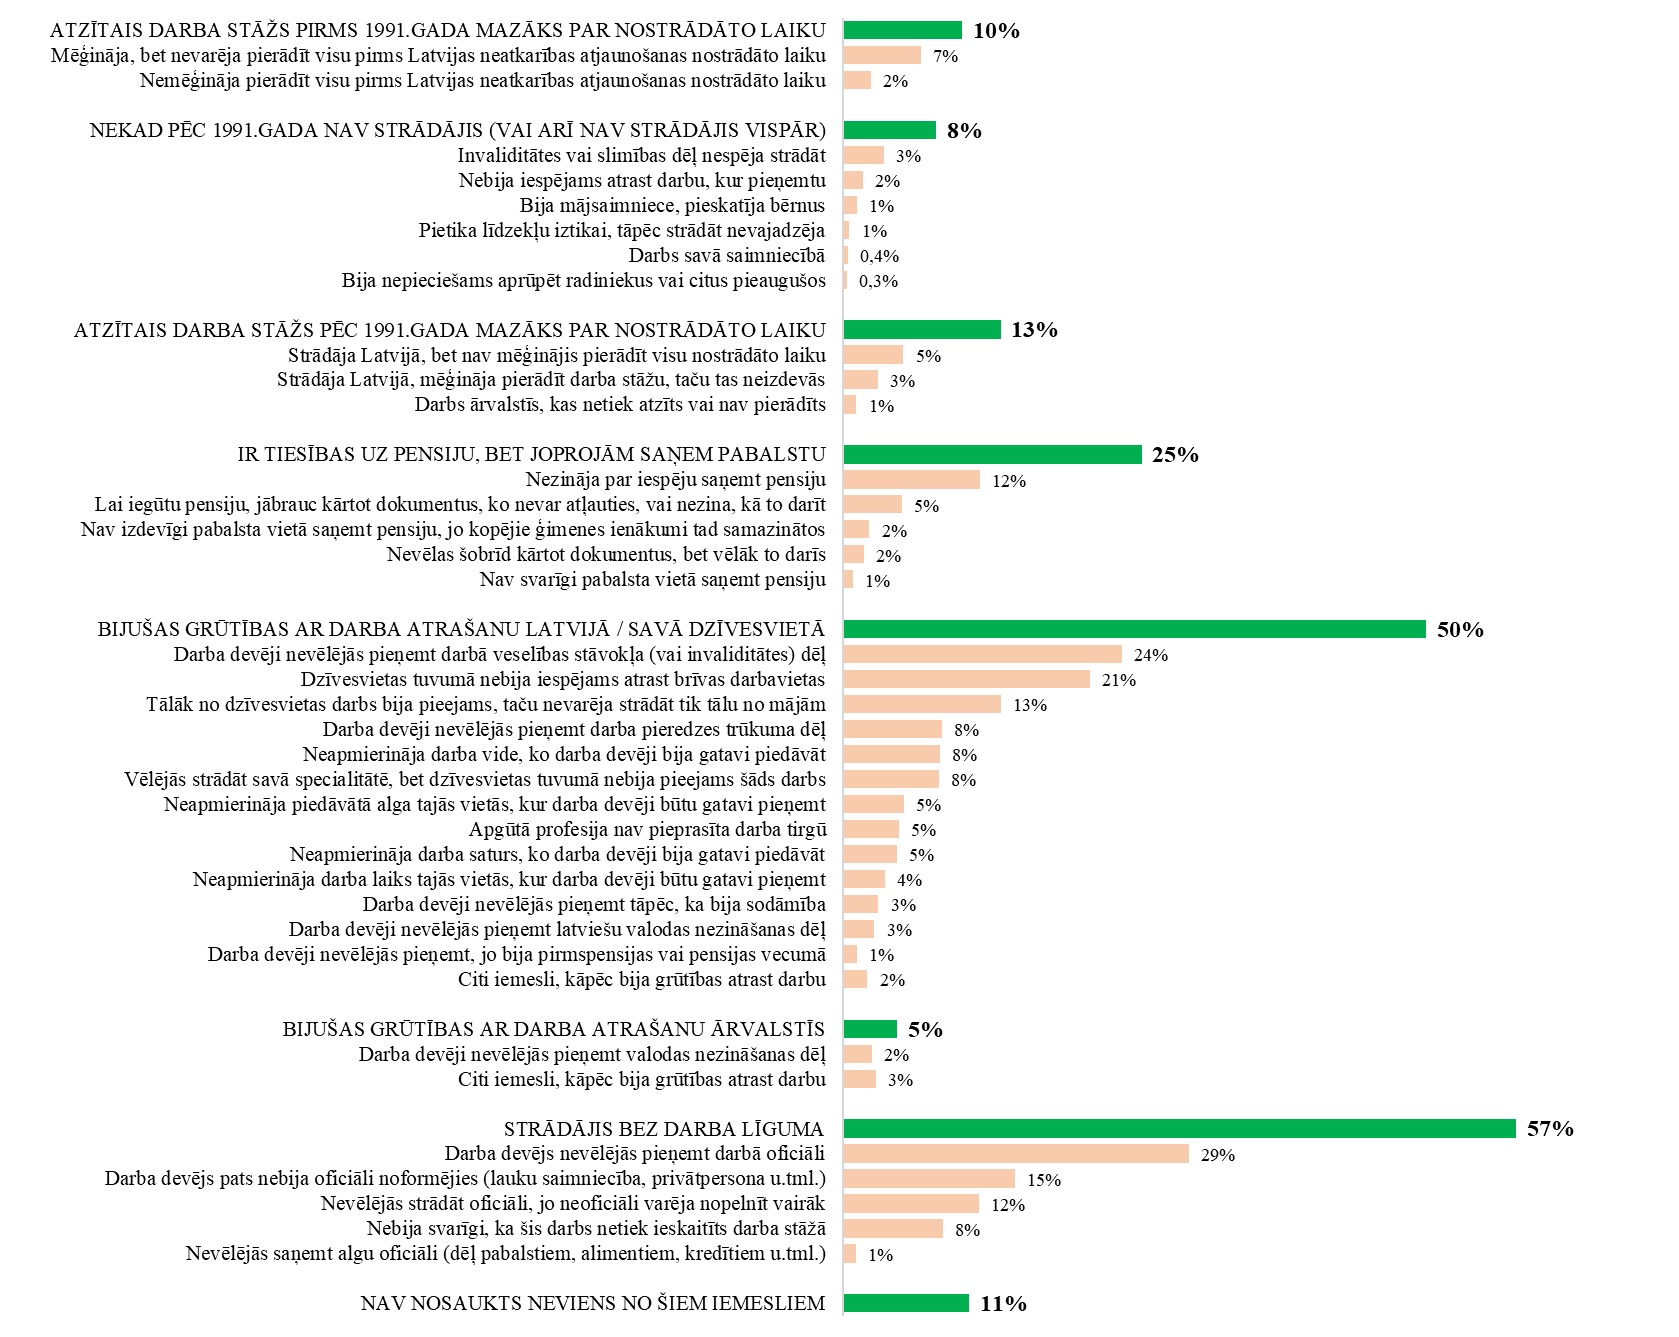 ATZĪTAIS DARBA STĀŽS PIRMS 1991.GADA MAZĀKS PAR NOSTRĀDĀTO LAIKU 10%
Mēģināja, bet nevarēja pierādīt visu pirms Latvijas neatkarības atjaunošanas nostrādāto laiku 7%
Nemēģināja pierādīt visu pirms Latvijas neatkarības atjaunošanas nostrādāto laiku 2%
NEKAD PĒC 1991.GADA NAV STRĀDĀJIS (VAI ARĪ NAV STRĀDĀJIS VISPĀR) 8%
Invaliditātes vai slimības dēļ nespēja strādāt 3%
Nebija iespējams atrast darbu, kur pieņemtu 2%
Bija mājsaimniece, pieskatīja bērnus 1%
Pietika līdzekļu iztikai, tāpēc strādāt nevajadzēja 1%
Darbs savā saimniecībā 0,4%
Bija nepieciešams aprūpēt radiniekus vai citus pieaugušos 0,3%
ATZĪTAIS DARBA STĀŽS PĒC 1991.GADA MAZĀKS PAR NOSTRĀDĀTO LAIKU 13%
Strādāja Latvijā, bet nav mēģinājis pierādīt visu nostrādāto laiku 5%
Strādāja Latvijā, mēģināja pierādīt darba stāžu, taču tas neizdevās 3%
Darbs ārvalstīs, kas netiek atzīts vai nav pierādīts 1%
IR TIESĪBAS UZ PENSIJU, BET JOPROJĀM SAŅEM PABALSTU 25%
Nezināja par iespēju saņemt pensiju 12%
Lai iegūtu pensiju, jābrauc kārtot dokumentus, ko nevar atļauties, vai nezina, kā to darīt 5%
Nav izdevīgi pabalsta vietā saņemt pensiju, jo kopējie ģimenes ienākumi tad samazinātos 2%
Nevēlas šobrīd kārtot dokumentus, bet vēlāk to darīs 2%
Nav svarīgi pabalsta vietā saņemt pensiju 1%
BIJUŠAS GRŪTĪBAS AR DARBA ATRAŠANU LATVIJĀ / SAVĀ DZĪVESVIETĀ 50%
Darba devēji nevēlējās pieņemt darbā veselības stāvokļa (vai invaliditātes) dēļ 24%
Dzīvesvietas tuvumā nebija iespējams atrast brīvas darbavietas 21%
Tālāk no dzīvesvietas darbs bija pieejams, taču nevarēja strādāt tik tālu no mājām 13%
Darba devēji nevēlējās pieņemt darba pieredzes trūkuma dēļ 8%
Neapmierināja darba vide, ko darba devēji bija gatavi piedāvāt 8%
Vēlējās strādāt savā specialitātē, bet dzīvesvietas tuvumā nebija pieejams šāds darbs 8%
Neapmierināja piedāvātā alga tajās vietās, kur darba devēji būtu gatavi pieņemt 5%
Apgūtā profesija nav pieprasīta darba tirgū 5%
Neapmierināja darba saturs, ko darba devēji bija gatavi piedāvāt 5%
Neapmierināja darba laiks tajās vietās, kur darba devēji būtu gatavi pieņemt 4%
Darba devēji nevēlējās pieņemt tāpēc, ka bija sodāmība 3%
Darba devēji nevēlējās pieņemt latviešu valodas nezināšanas dēļ 3%
Darba devēji nevēlējās pieņemt, jo bija pirmspensijas vai pensijas vecumā 1%
Citi iemesli, kāpēc bija grūtības atrast darbu 2%
BIJUŠAS GRŪTĪBAS AR DARBA ATRAŠANU ĀRVALSTĪS 5%
Darba devēji nevēlējās pieņemt valodas nezināšanas dēļ 2%
Citi iemesli, kāpēc bija grūtības atrast darbu 3%
STRĀDĀJIS BEZ DARBA LĪGUMA 57%
Darba devējs nevēlējās pieņemt darbā oficiāli 29%
Darba devējs pats nebija oficiāli noformējies (lauku saimniecība, privātpersona u.tml.) 15%
Nevēlējās strādāt oficiāli, jo neoficiāli varēja nopelnīt vairāk 12%
Nebija svarīgi, ka šis darbs netiek ieskaitīts darba stāžā 8%
Nevēlējās saņemt algu oficiāli (dēļ pabalstiem, alimentiem, kredītiem u.tml.) 1%
NAV NOSAUKTS NEVIENS NO ŠIEM IEMESLIEM 11%